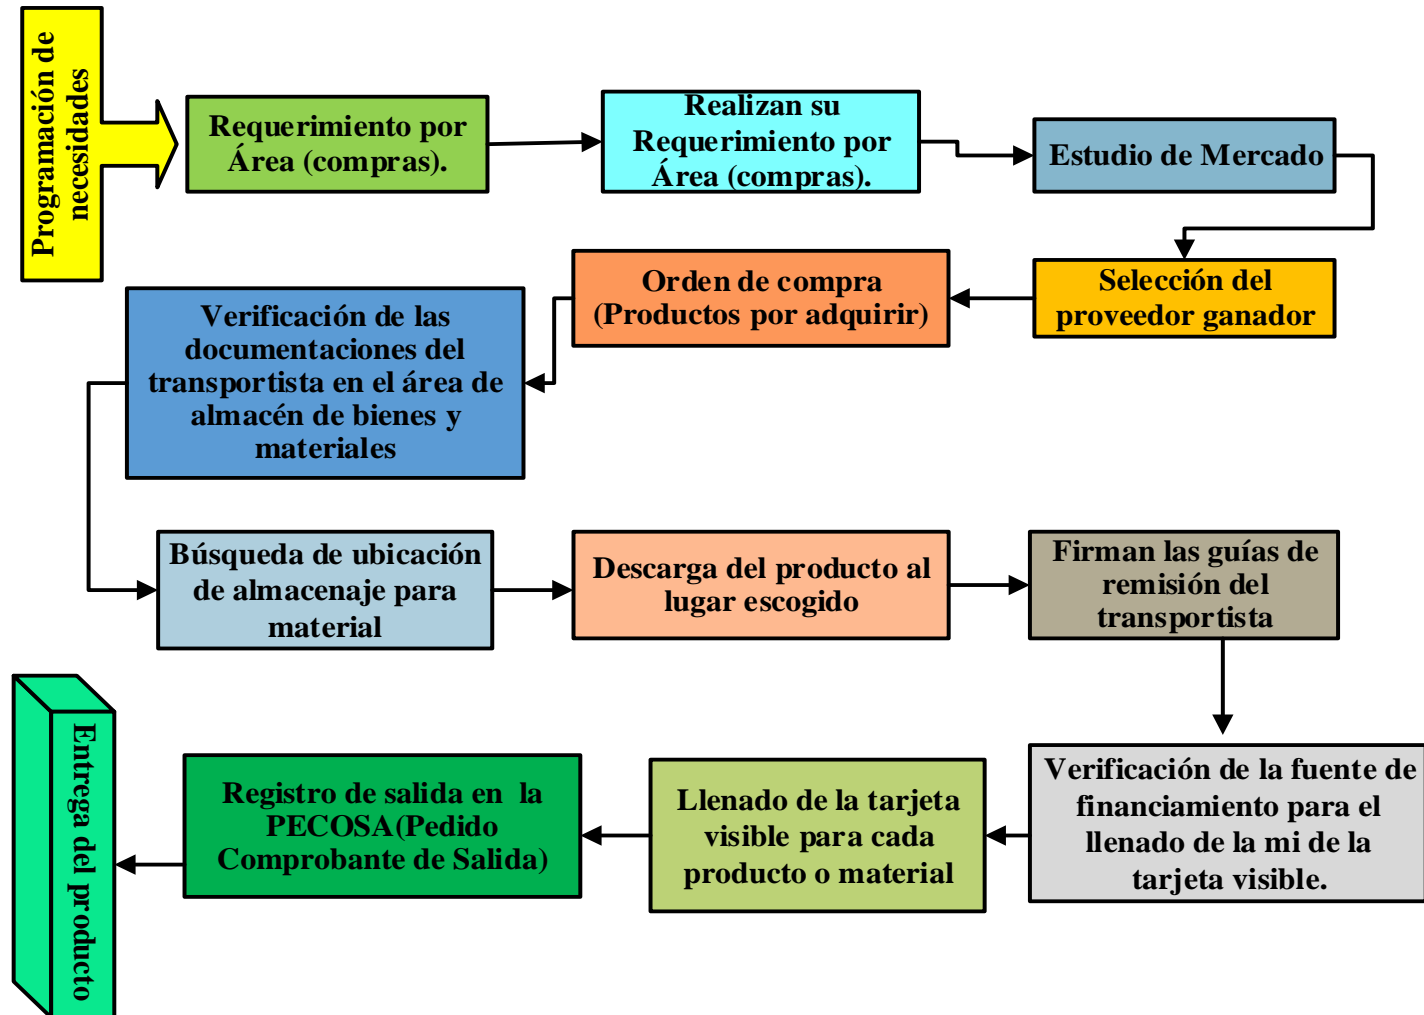 Programación de
necesidades
Requerimiento por
Área (compras).
Realizan su
Requerimiento por
Área (compras).
Estudio de Mercado
Selección del
proveedor ganador
Orden de compra
(Productos por adquirir)
Verificación de las
documentaciones del
transportista en el área de
almacén de bienes y
materiales
Búsqueda de ubicación
de almacenaje para
material
Descarga del producto al
lugar escogido
Firman las guías de
remisión del
transportista
Verificación de la fuente de
financiamiento para el
llenado de la mi de la
tarjeta visible.
Llenado de la tarjeta
visible para cada
producto o material
Registro de salida en la
PECOSA(Pedido
Comprobante de Salida)
Entrega del producto